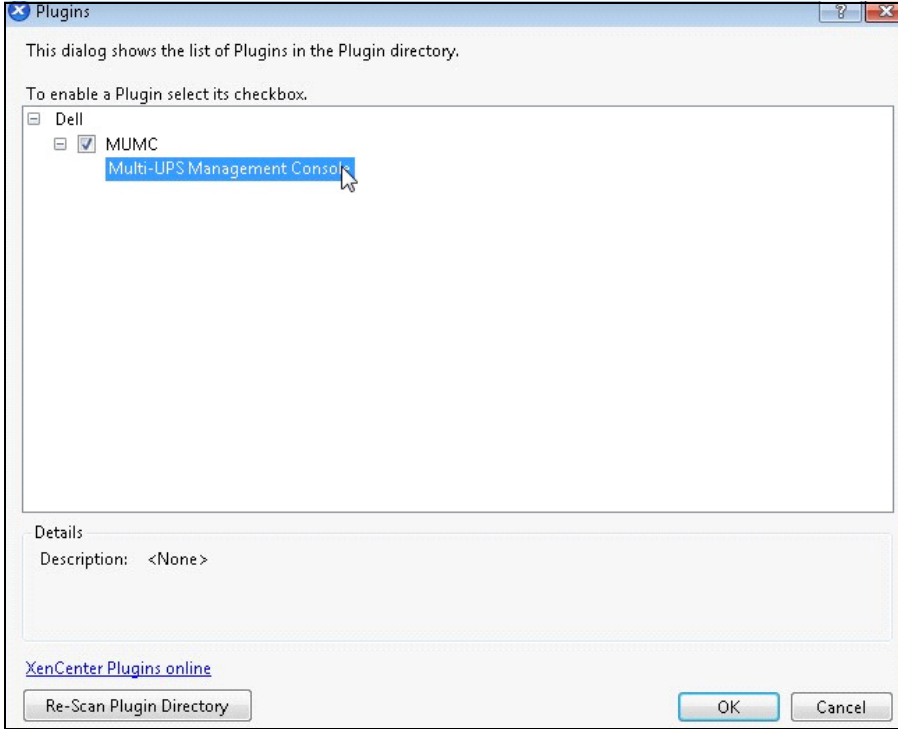 Plugins
?
This dialog shows the list of Plugins in the Plugin directory.
To enable a Plugin select its checkbox.
Dell
MUMC
Multi-UPS Management Console
Details
Description: <None>
XenCenter Plugins online
Re-Scan Plugin Directory
OK Cancel